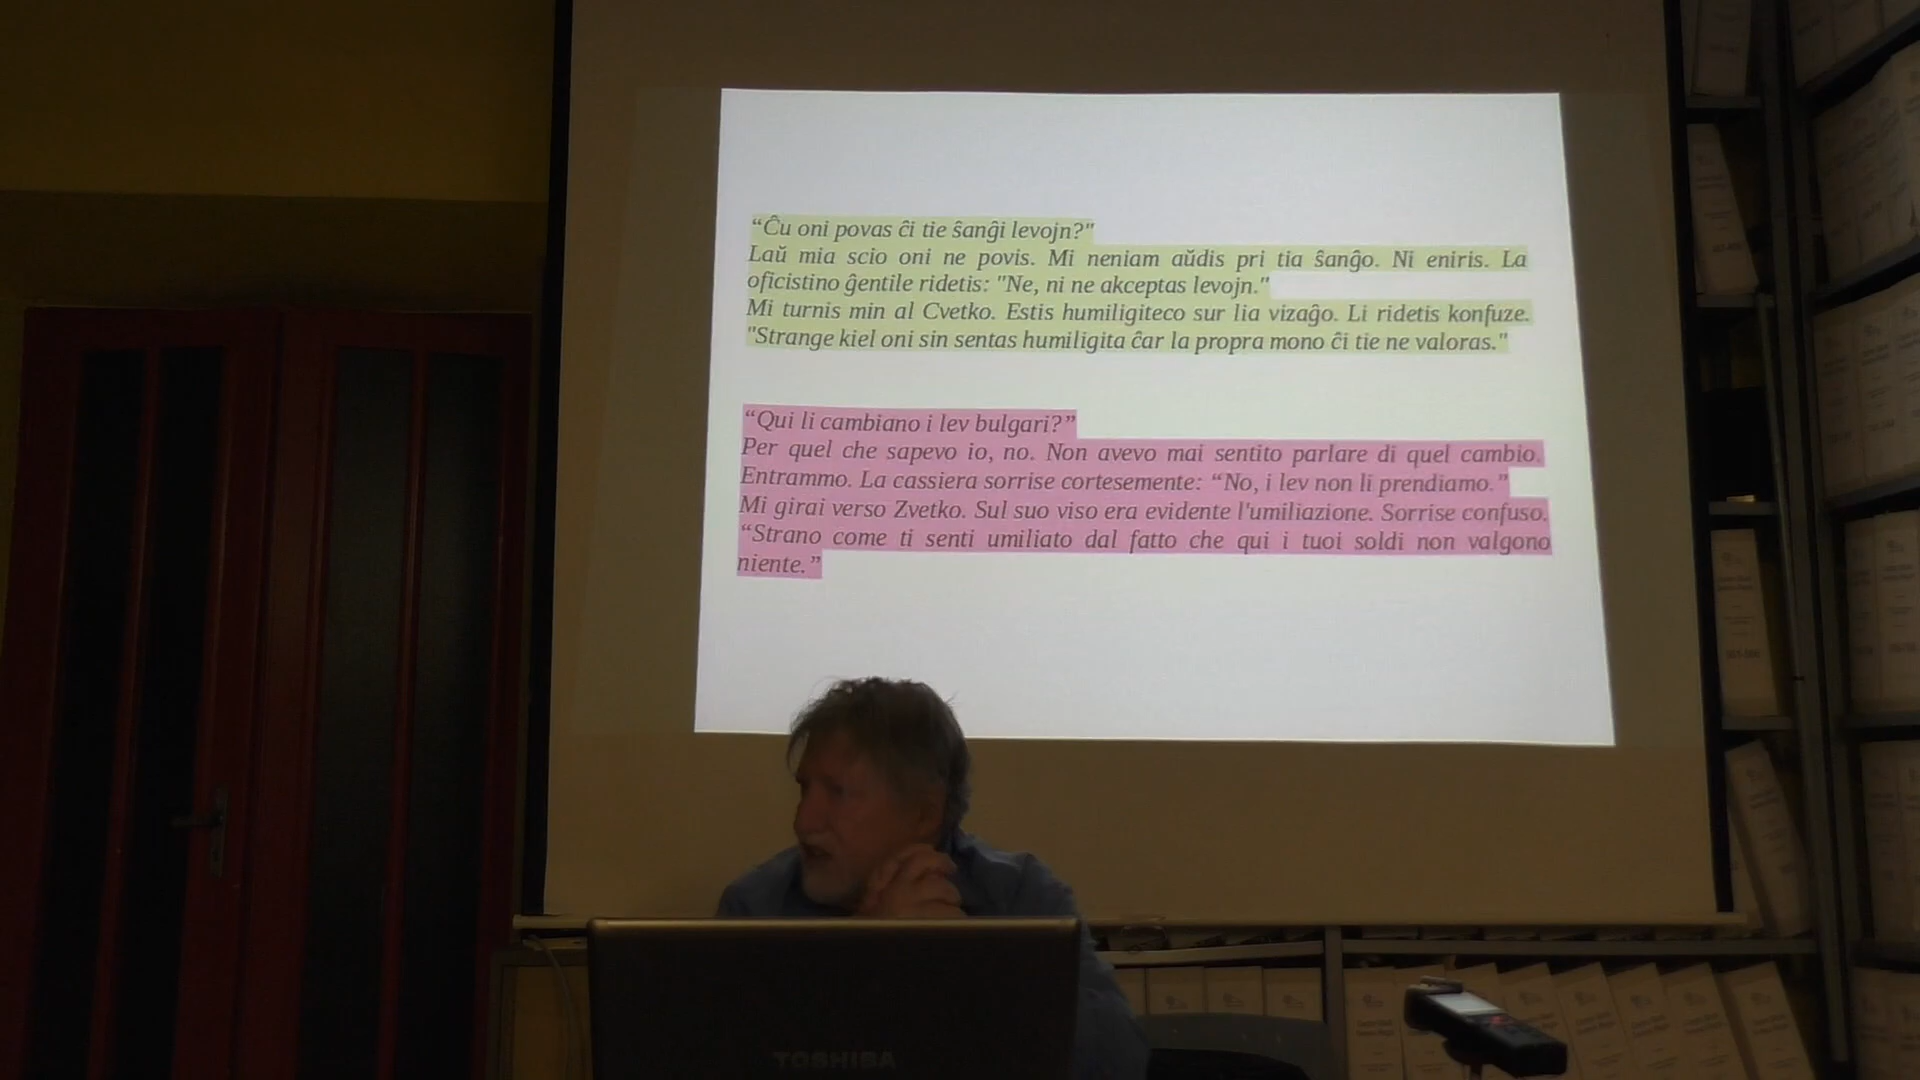 “Ĉu oni povas ĉi tie ŝanĝi levojn?"
Laŭ mia scio oni ne povis. Mi neniam aŭdis pri tia ŝanĝo. Ni eniris. La
oficistino ĝentile ridetis: "Ne, ni ne akceptas levojn."
Mi turnis min al Cvetko. Estis humiligiteco sur lia vizaĝo. Li ridetis konfuze.
"Strange kiel oni sin sentas humiligita ĉar la propra mono ĉi tie ne valoras."
“Qui li cambiano i lev bulgari?”
Per quel che sapevo io, no. Non avevo mai sentito parlare di quel cambio.
Entrammo. La cassiera sorrise cortesemente: “No, i lev non li prendiamo.”
Mi girai verso Zvetko. Sul suo viso era evidente l'umiliazione. Sorrise confuso.
“Strano come ti senti umiliato dal fatto che qui i tuoi soldi non valgono
niente.”
TOSHIBA